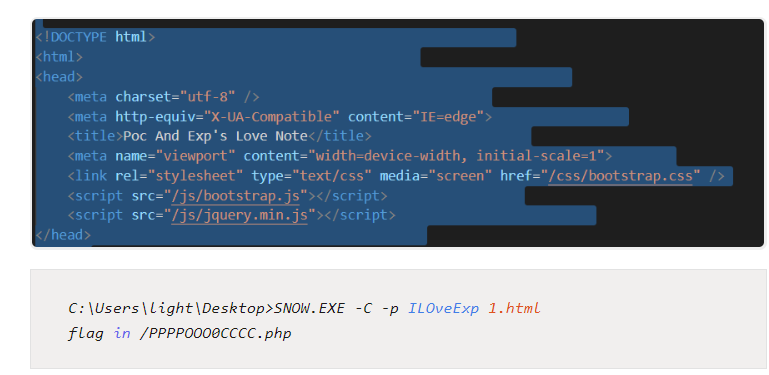 <!DOCTYPE html>
<html>
<head>
    <meta charset="utf-8" />
    <meta http-equiv="X-UA-Compatible" content="IE=edge">
    <title>Poc And Exp's Love Note</title>
    <meta name="viewport" content="width=device-width, initial-scale=1">
    <link rel="stylesheet" type="text/css" media="screen" href="/css/bootstrap.css" />
    <script src="/js/bootstrap.js"></script>
    <script src="/js/jquery.min.js"></script>
</head>
C:\Users\light\Desktop>SNOW.EXE -C -p ILOveExp 1.html
flag in /PPPPOOO0CCCC.php